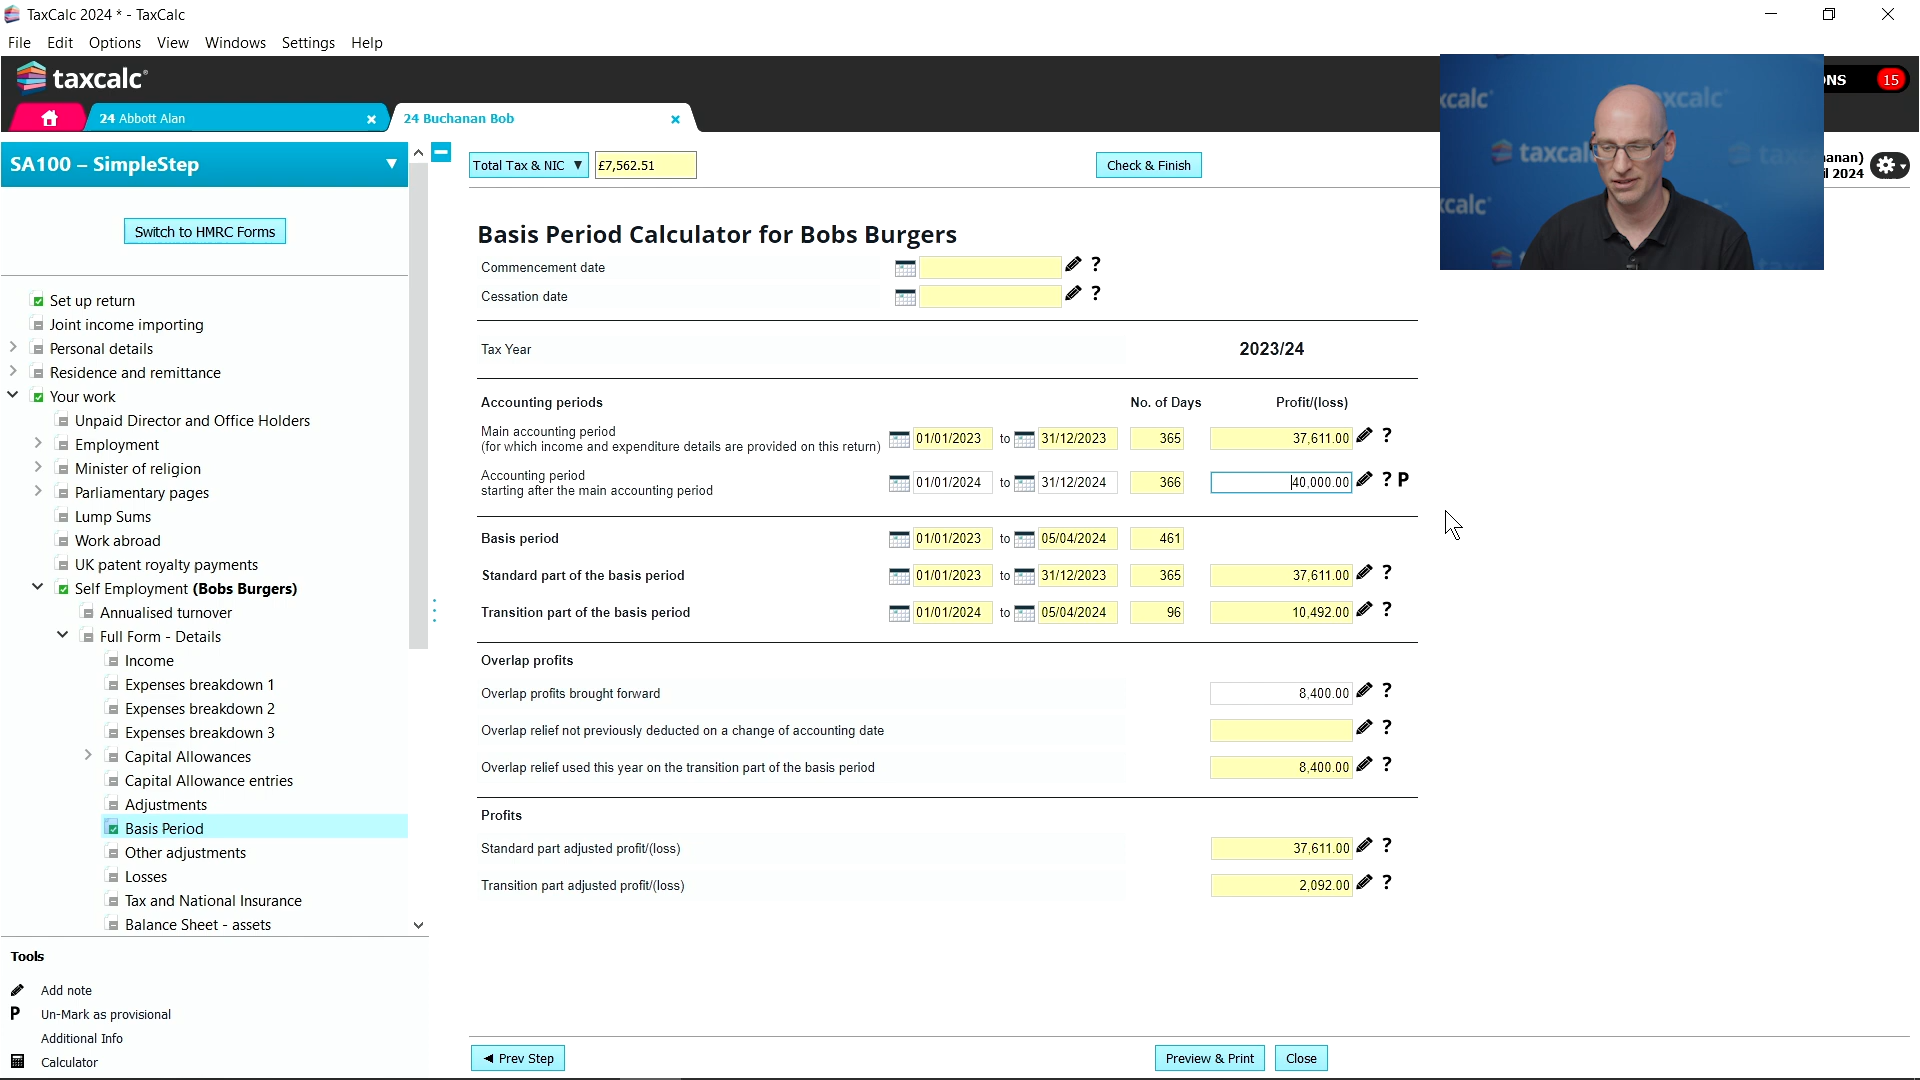 TaxCalc 2024 * - TaxCalc
File Edit Options View Windows Settings Help
taxcalc
NS 15
24 Abbott Alan x 24 Buchanan Bob x
SA100 – SimpleStep
Total Tax & NIC £7,562.51 Check & Finish
anan)
2024
Switch to HMRC Forms
Set up return
Joint income importing
Personal details
Residence and remittance
Your work
Unpaid Director and Office Holders
Employment
Minister of religion
Parliamentary pages
Lump Sums
Work abroad
UK patent royalty payments
Self Employment (Bobs Burgers)
Annualised turnover
Full Form - Details
Income
Expenses breakdown 1
Expenses breakdown 2
Expenses breakdown 3
Capital Allowances
Capital Allowance entries
Adjustments
Basis Period
Other adjustments
Losses
Tax and National Insurance
Balance Sheet - assets
Tools
Add note
P Un-Mark as provisional
Additional Info
Calculator
Basis Period Calculator for Bobs Burgers
Commencement date ?
Cessation date ?
Tax Year 2023/24
Accounting periods No. of Days Profit/(loss)
Main accounting period
(for which income and expenditure details are provided on this return) 01/01/2023 to 31/12/2023 365 37,611.00 ?
Accounting period
starting after the main accounting period 01/01/2024 to 31/12/2024 366 40,000.00 ? P
Basis period 01/01/2023 to 05/04/2024 461
Standard part of the basis period 01/01/2023 to 31/12/2023 365 37,611.00 ?
Transition part of the basis period 01/01/2024 to 05/04/2024 96 10,492.00 ?
Overlap profits
Overlap profits brought forward 8,400.00 ?
Overlap relief not previously deducted on a change of accounting date ?
Overlap relief used this year on the transition part of the basis period 8,400.00 ?
Profits
Standard part adjusted profit/(loss) 37,611.00 ?
Transition part adjusted profit/(loss) 2,092.00 ?
Prev Step Preview & Print Close